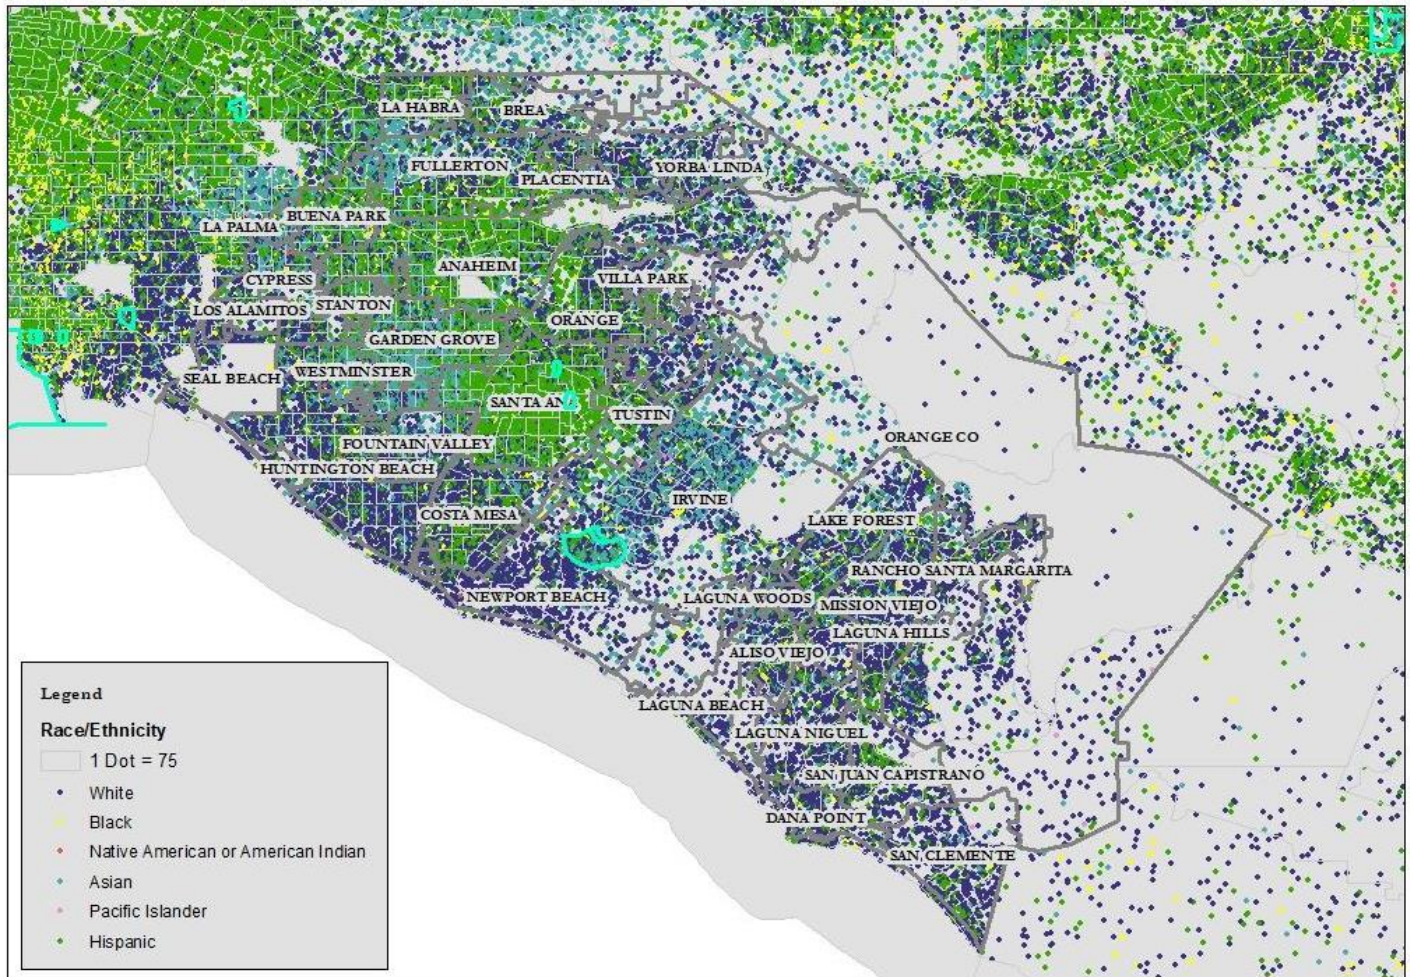 LA HABRA
BREA
FULLERTON
YORBA LINDA
PLACENTIA
BUENA PARK
LA PALMA
ANAHEIM
CYPRESS
VILLA PARK
LOS ALAMITOS
STANTON
ORANGE
GARDEN GROVE
WESTMINSTER
SEAL BEACH
SANTA AN
TUSTIN
ORANGE CO
FOUNTAIN VALLEY
HUNTINGTON BEACH
IRVINE
COSTA MESA
LAKE FOREST
RANCHO SANTA MARGARITA
NEWPORT BEACH
LAGUNA WOODS
MISSION VIEJO
LAGUNA HILLS
ALISO VIEJO
LAGUNA BEACH
LAGUNA NIGUEL
SAN JUAN CAPISTRANO
DANA POINT
SAN CLEMENTE
Legend
Race/Ethnicity
1 Dot = 75
White
Black
Native American or American Indian
Asian
Pacific Islander
Hispanic